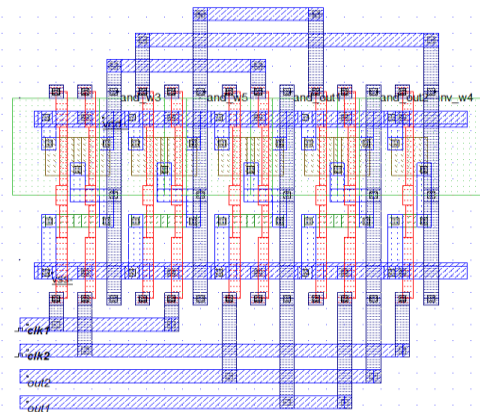 and_w3 and_w5 and_out1 and_out2 nv_w4
vdd
vss
clk1
clk2
out2
out1